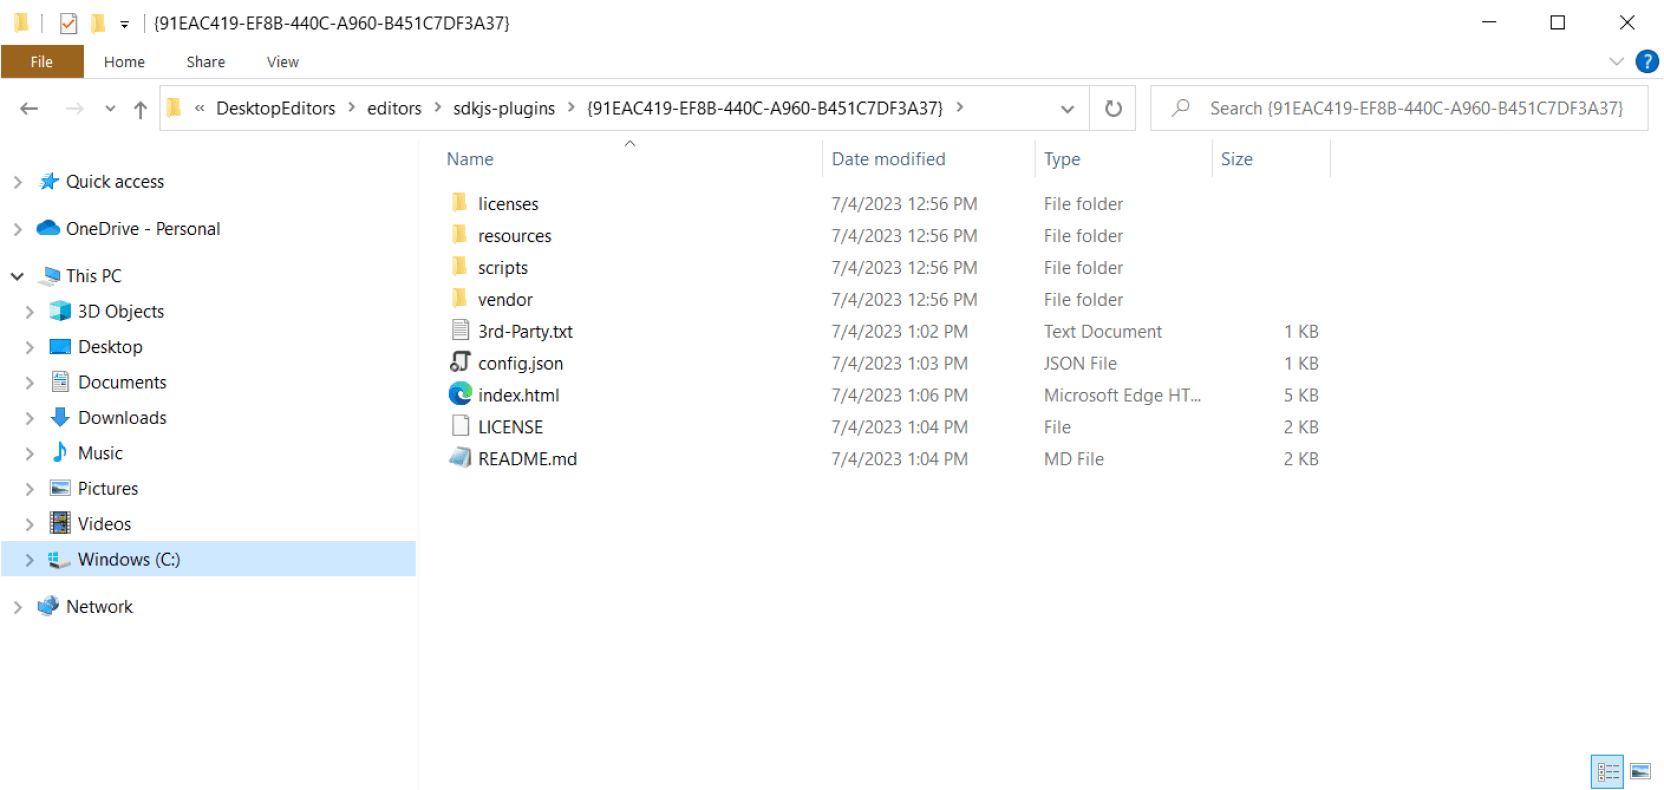 {91EAC419-EF8B-440C-A960-B451C7DF3A37}
File Home Share View ?
« DesktopEditors > editors > sdkjs-plugins > {91EAC419-EF8B-440C-A960-B451C7DF3A37} > Search {91EAC419-EF8B-440C-A960-B451C7DF3A37}
Quick access
OneDrive - Personal
This PC
3D Objects
Desktop
Documents
Downloads
Music
Pictures
Videos
Windows (C:)
Network
Name Date modified Type Size
licenses 7/4/2023 12:56 PM File folder
resources 7/4/2023 12:56 PM File folder
scripts 7/4/2023 12:56 PM File folder
vendor 7/4/2023 12:56 PM File folder
3rd-Party.txt 7/4/2023 1:02 PM Text Document 1 KB
config.json 7/4/2023 1:03 PM JSON File 1 KB
index.html 7/4/2023 1:06 PM Microsoft Edge HT... 5 KB
LICENSE 7/4/2023 1:04 PM File 2 KB
README.md 7/4/2023 1:04 PM MD File 2 KB